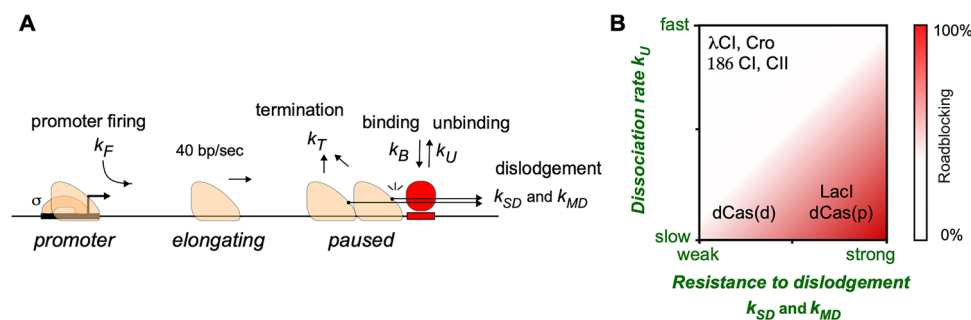 A
promoter firing
k_F
σ
promoter
40 bp/sec
elongating
termination
k_T
paused
binding
k_B
unbinding
k_U
dislodgement
k_SD and k_MD
B
Dissociation rate k_U
fast
slow
λCI, Cro
186 CI, CII
LacI
dCas(d) dCas(p)
weak
strong
Resistance to dislodgement
k_SD and k_MD
100%
Roadblocking
0%